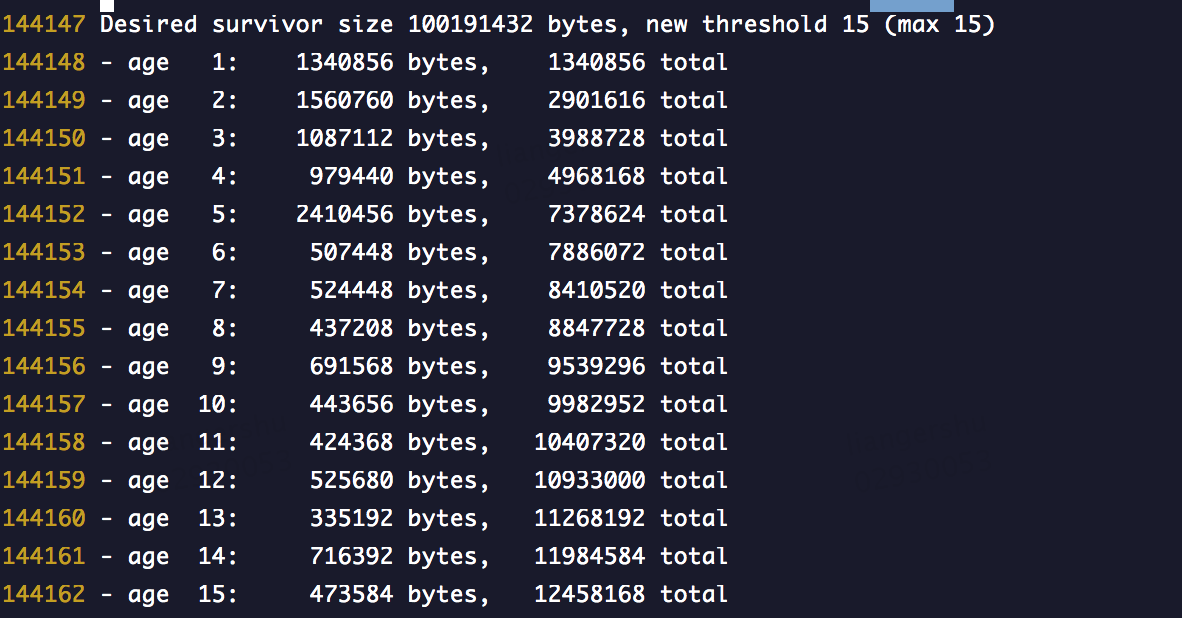 144147 Desired survivor size 100191432 bytes, new threshold 15 (max 15)
144148 - age   1:    1340856 bytes,    1340856 total
144149 - age   2:    1560760 bytes,    2901616 total
144150 - age   3:    1087112 bytes,    3988728 total
144151 - age   4:     979440 bytes,    4968168 total
144152 - age   5:    2410456 bytes,    7378624 total
144153 - age   6:     507448 bytes,    7886072 total
144154 - age   7:     524448 bytes,    8410520 total
144155 - age   8:     437208 bytes,    8847728 total
144156 - age   9:     691568 bytes,    9539296 total
144157 - age  10:     443656 bytes,    9982952 total
144158 - age  11:     424368 bytes,   10407320 total
144159 - age  12:     525680 bytes,   10933000 total
144160 - age  13:     335192 bytes,   11268192 total
144161 - age  14:     716392 bytes,   11984584 total
144162 - age  15:     473584 bytes,   12458168 total